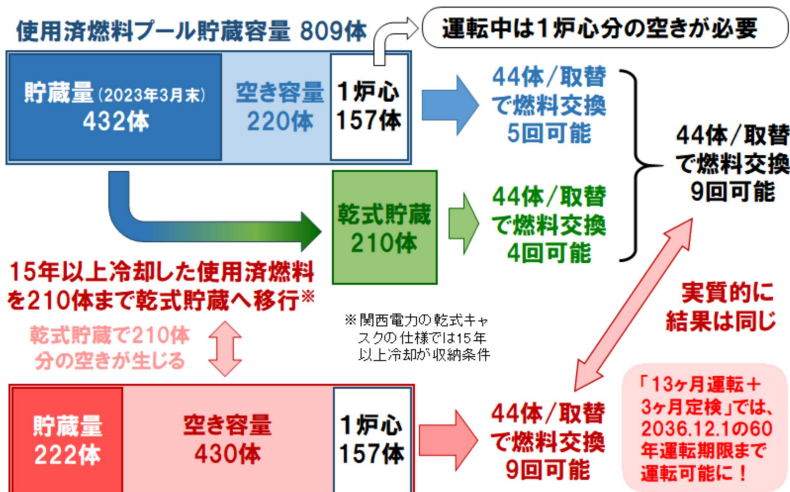 使用済燃料プール貯蔵容量 809体
運転中は1炉心分の空きが必要
貯蔵量(2023年3月末)
432体
空き容量
220体
1炉心
157体
44体/取替
で燃料交換
5回可能
44体/取替
で燃料交換
9回可能
乾式貯蔵
210体
44体/取替
で燃料交換
4回可能
15年以上冷却した使用済燃料
を210体まで乾式貯蔵へ移行※
※関西電力の乾式キャ
スクの仕様では15年
以上冷却が収納条件
実質的に
結果は同じ
乾式貯蔵で210体
分の空きが生じる
貯蔵量
222体
空き容量
430体
1炉心
157体
44体/取替
で燃料交換
9回可能
「13ヶ月運転+
3ヶ月定検」では、
2036.12.1の60
年運転期限まで
運転可能に!